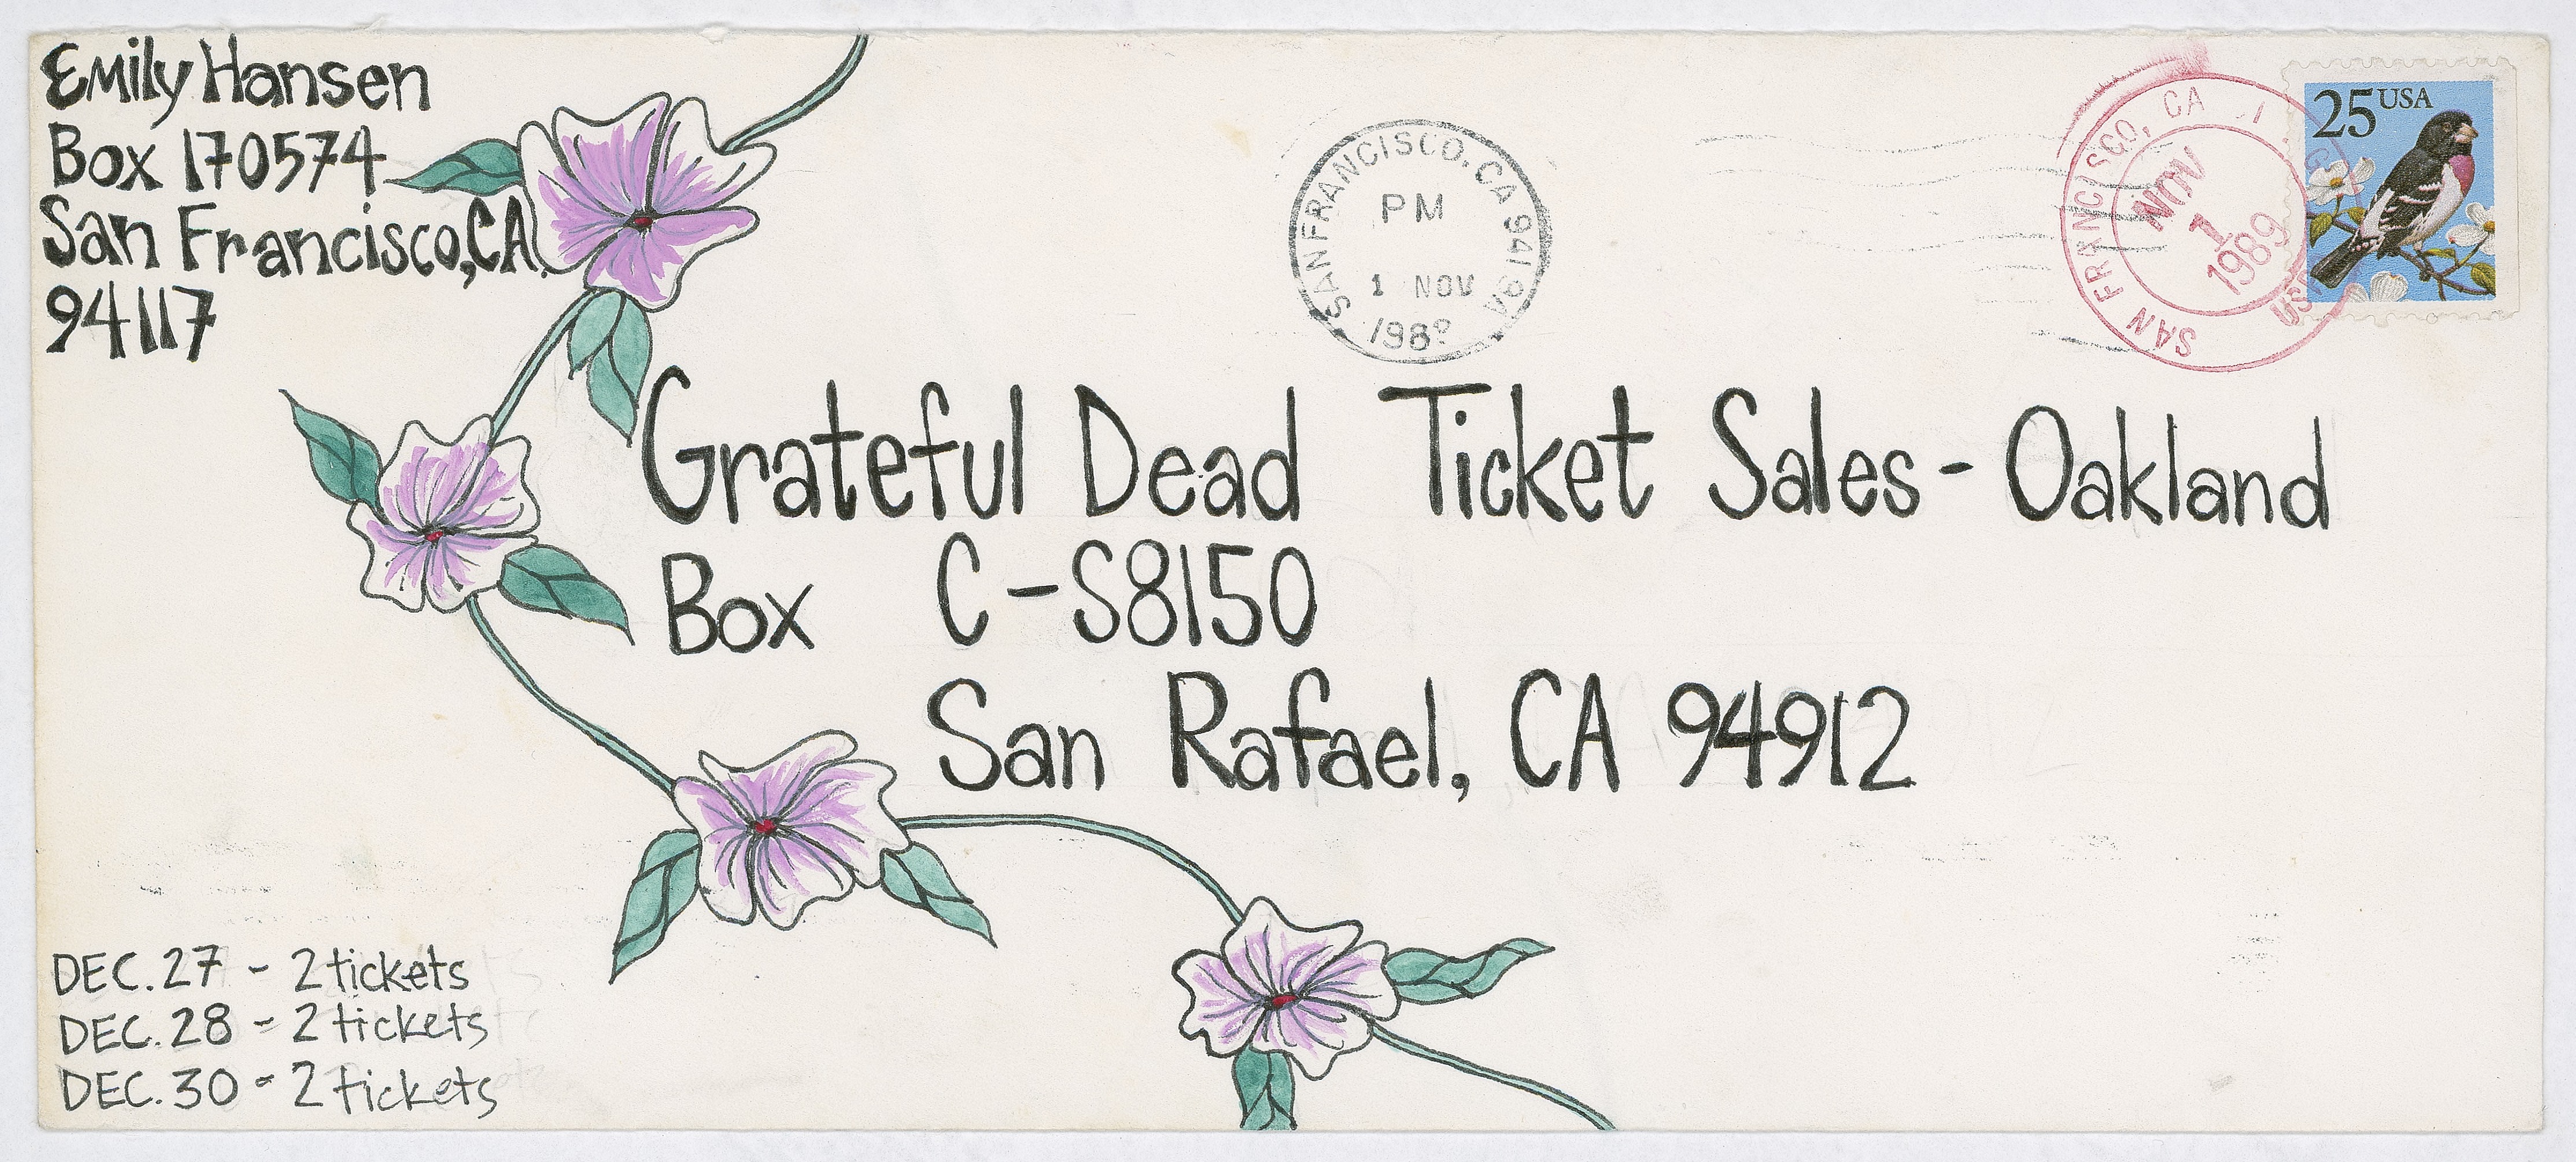 Emily Hansen
Box 170574
San Francisco, CA.
94117
SAN FRANCISCO, CA 941
PM
1 NOV
198
SAN FRANCISCO, CA
NOV
1
1989
USPS
25 USA
Grateful Dead Ticket Sales - Oakland
Box C-S8150
San Rafael, CA 94912
DEC. 27 - 2 tickets
DEC. 28 - 2 tickets
DEC. 30 - 2 tickets